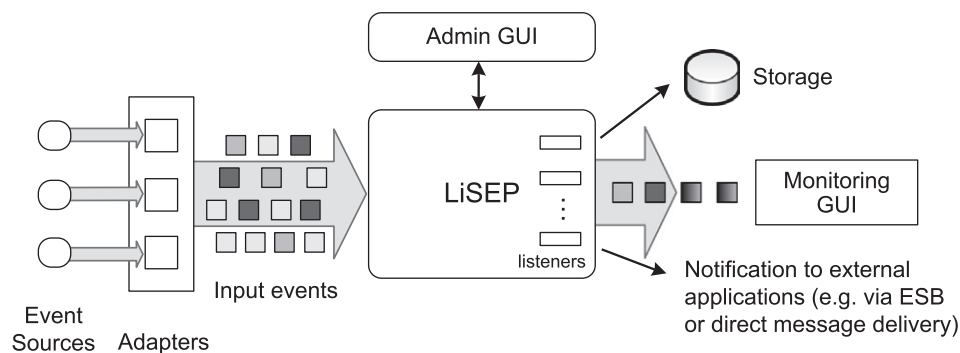 Admin GUI
Storage
LiSEP
Monitoring
GUI
listeners
Input events
Event
Sources
Adapters
Notification to external
applications (e.g. via ESB
or direct message delivery)